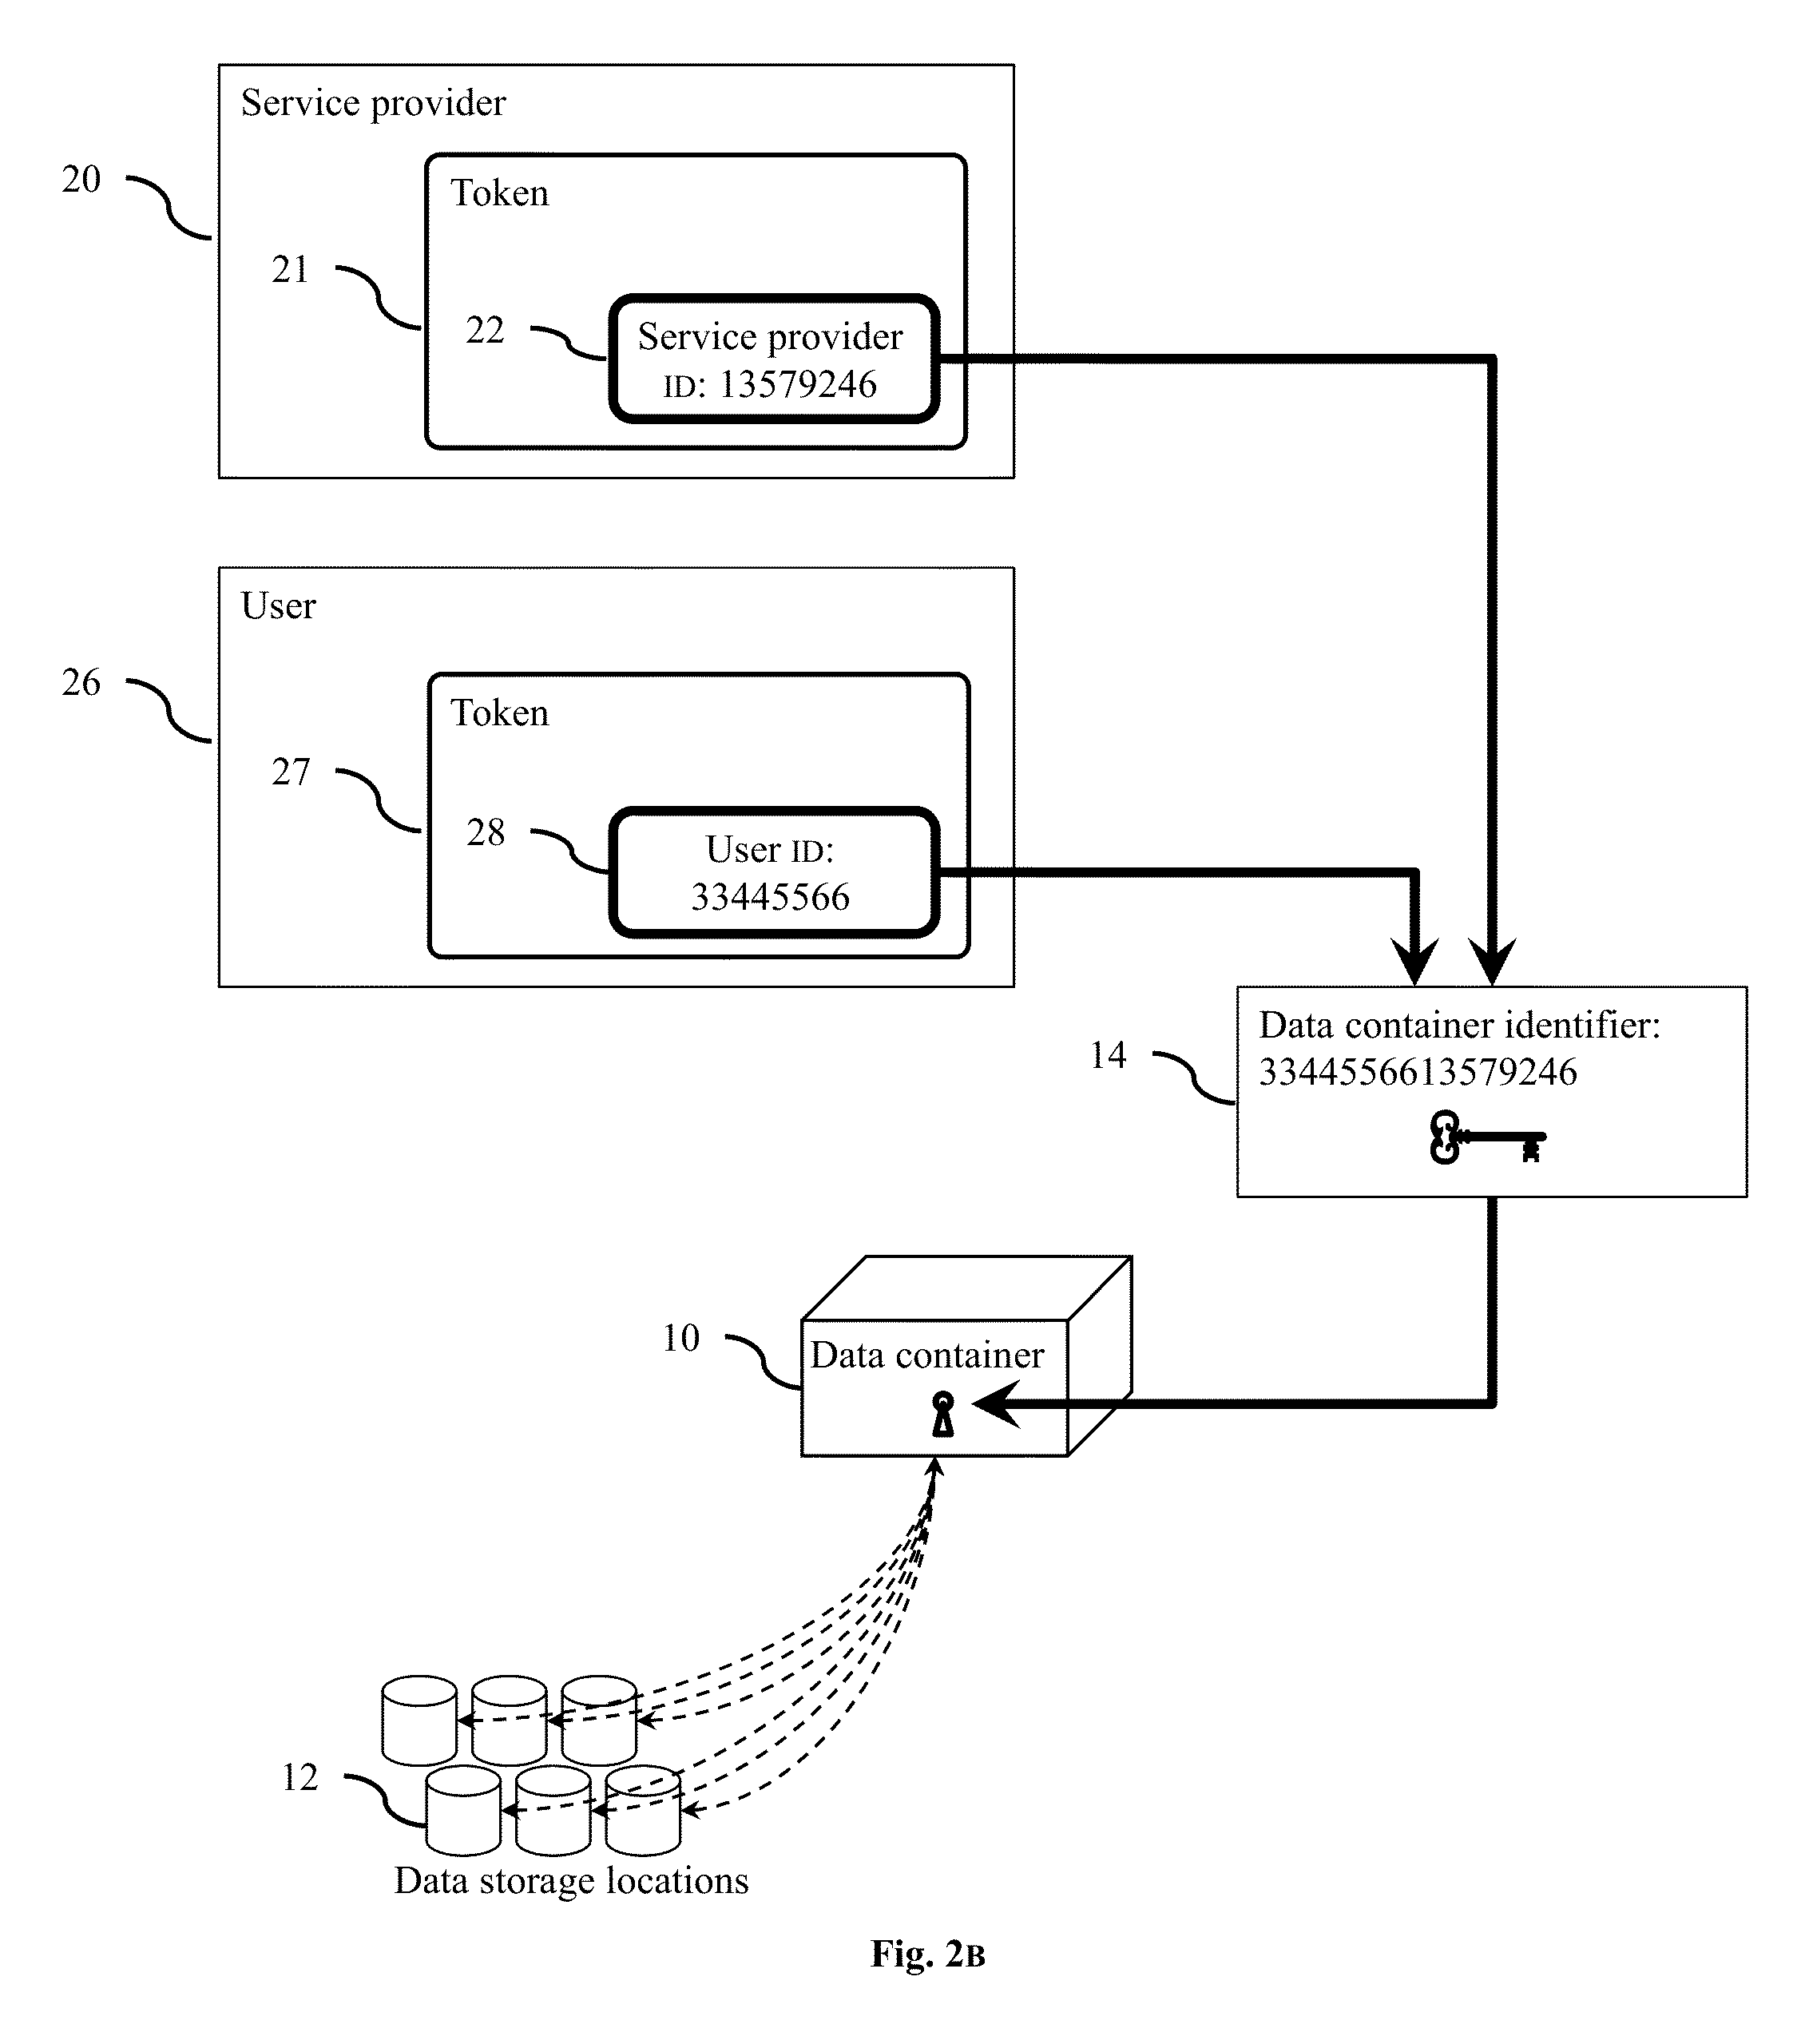 Service provider
20
Token
21
22
Service provider
ID: 13579246
User
26
Token
27
28
User ID:
33445566
Data container identifier:
3344556613579246
14
10
Data container
12
Data storage locations
Fig. 2B